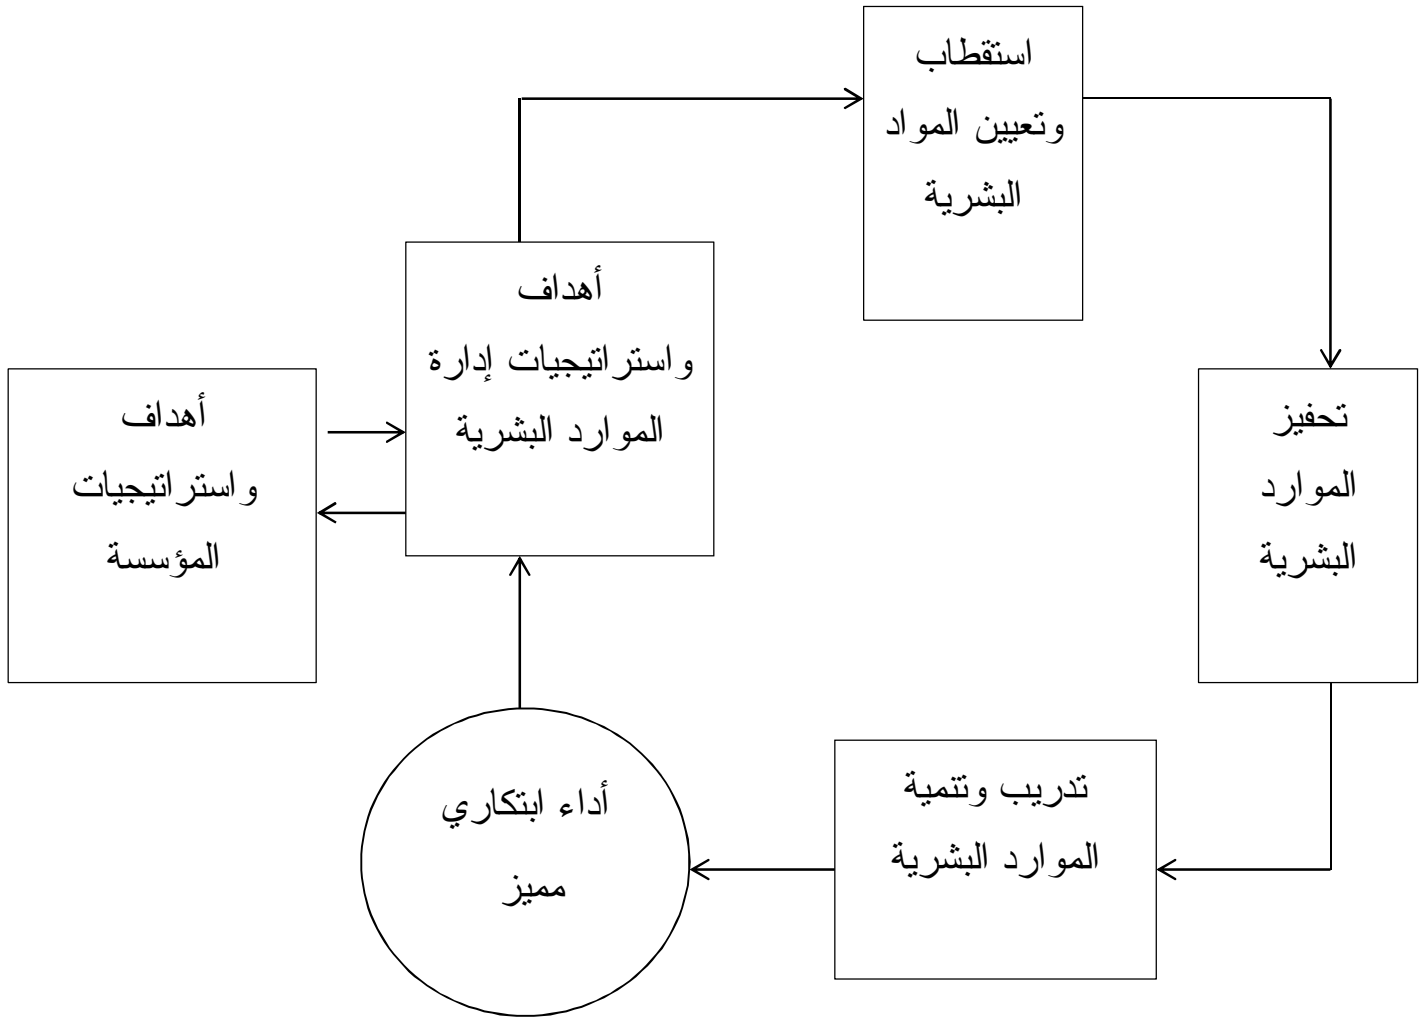 استقطاب
وتعيين المواد
البشرية
أهداف
واستراتيجيات إدارة
الموارد البشرية
أهداف
واستراتيجيات
المؤسسة
تحفيز
الموارد
البشرية
تدريب وتنمية
الموارد البشرية
أداء ابتكاري
مميز